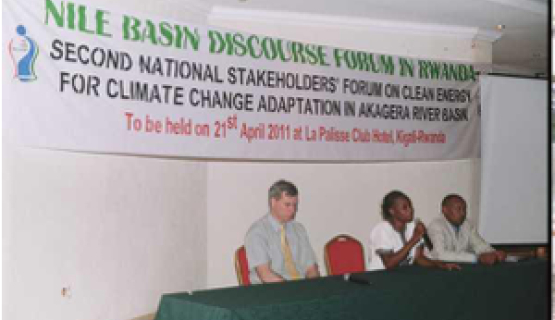 NILE BASIN DISCOURSE FORUM IN RWANDA
SECOND NATIONAL STAKEHOLDERS' FORUM ON CLEAN ENERGY
FOR CLIMATE CHANGE ADAPTATION IN AKAGERA RIVER BASIN
To be held on 21st April 2011 at La Palisse Club Hotel, Kigali-Rwanda